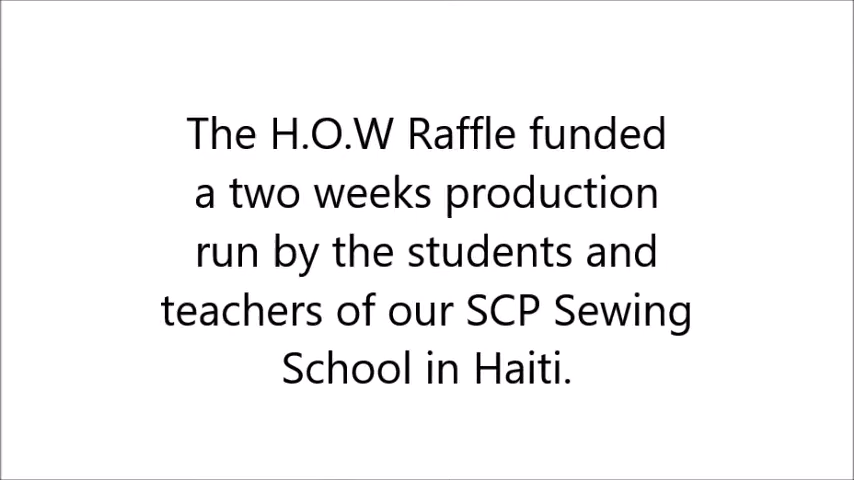 The H.O.W Raffle funded
a two weeks production
run by the students and
teachers of our SCP Sewing
School in Haiti.